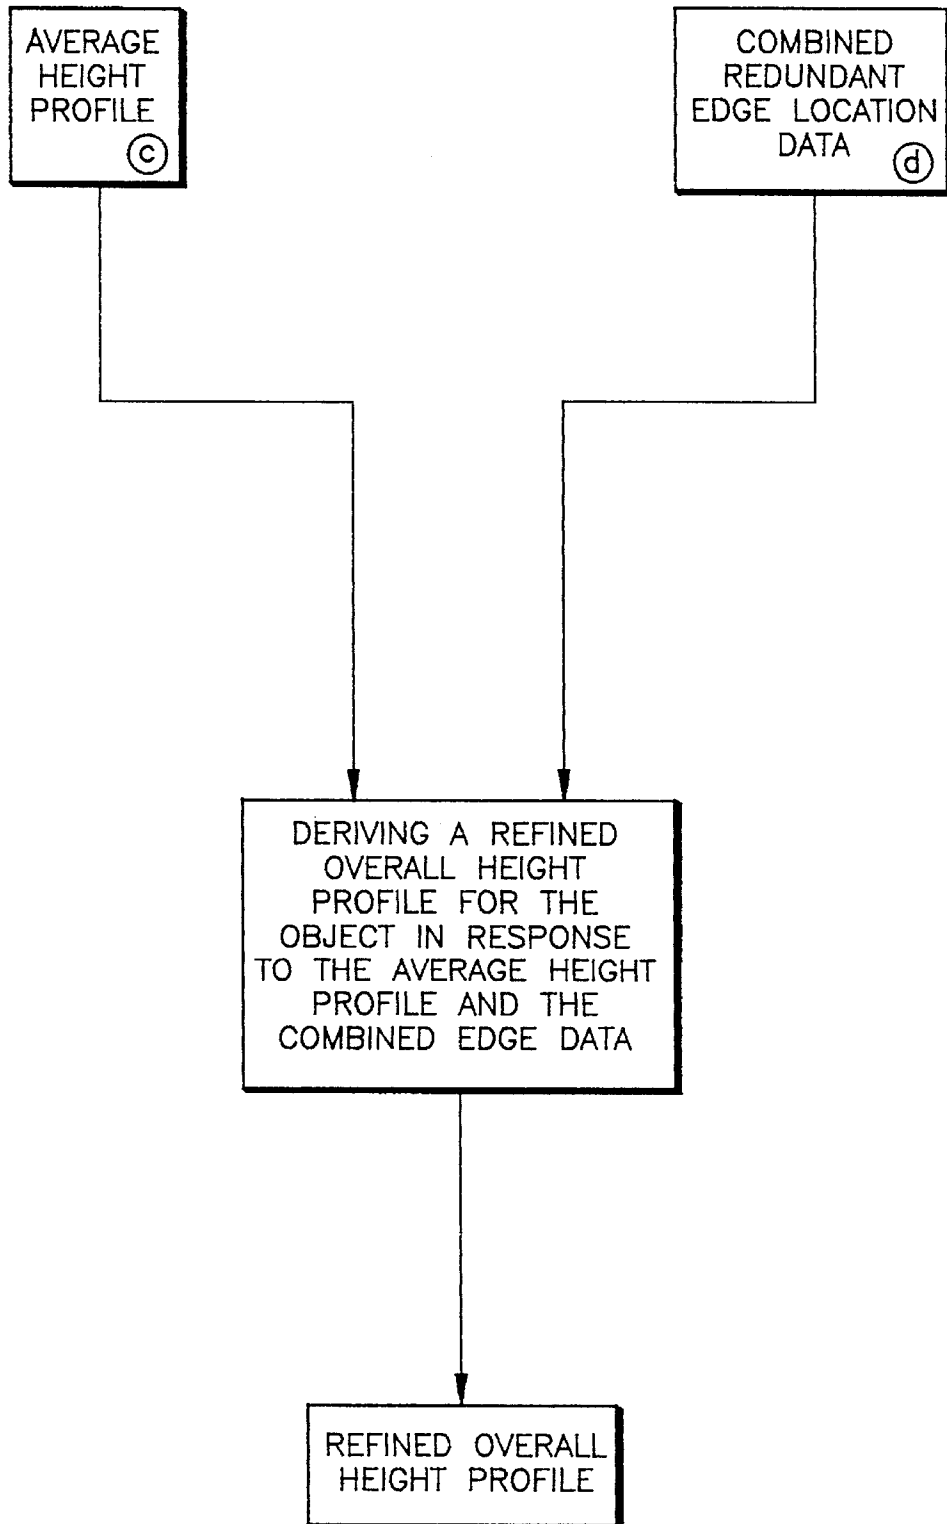 AVERAGE
HEIGHT
PROFILE
c
COMBINED
REDUNDANT
EDGE LOCATION
DATA
d
DERIVING A REFINED
OVERALL HEIGHT
PROFILE FOR THE
OBJECT IN RESPONSE
TO THE AVERAGE HEIGHT
PROFILE AND THE
COMBINED EDGE DATA
REFINED OVERALL
HEIGHT PROFILE